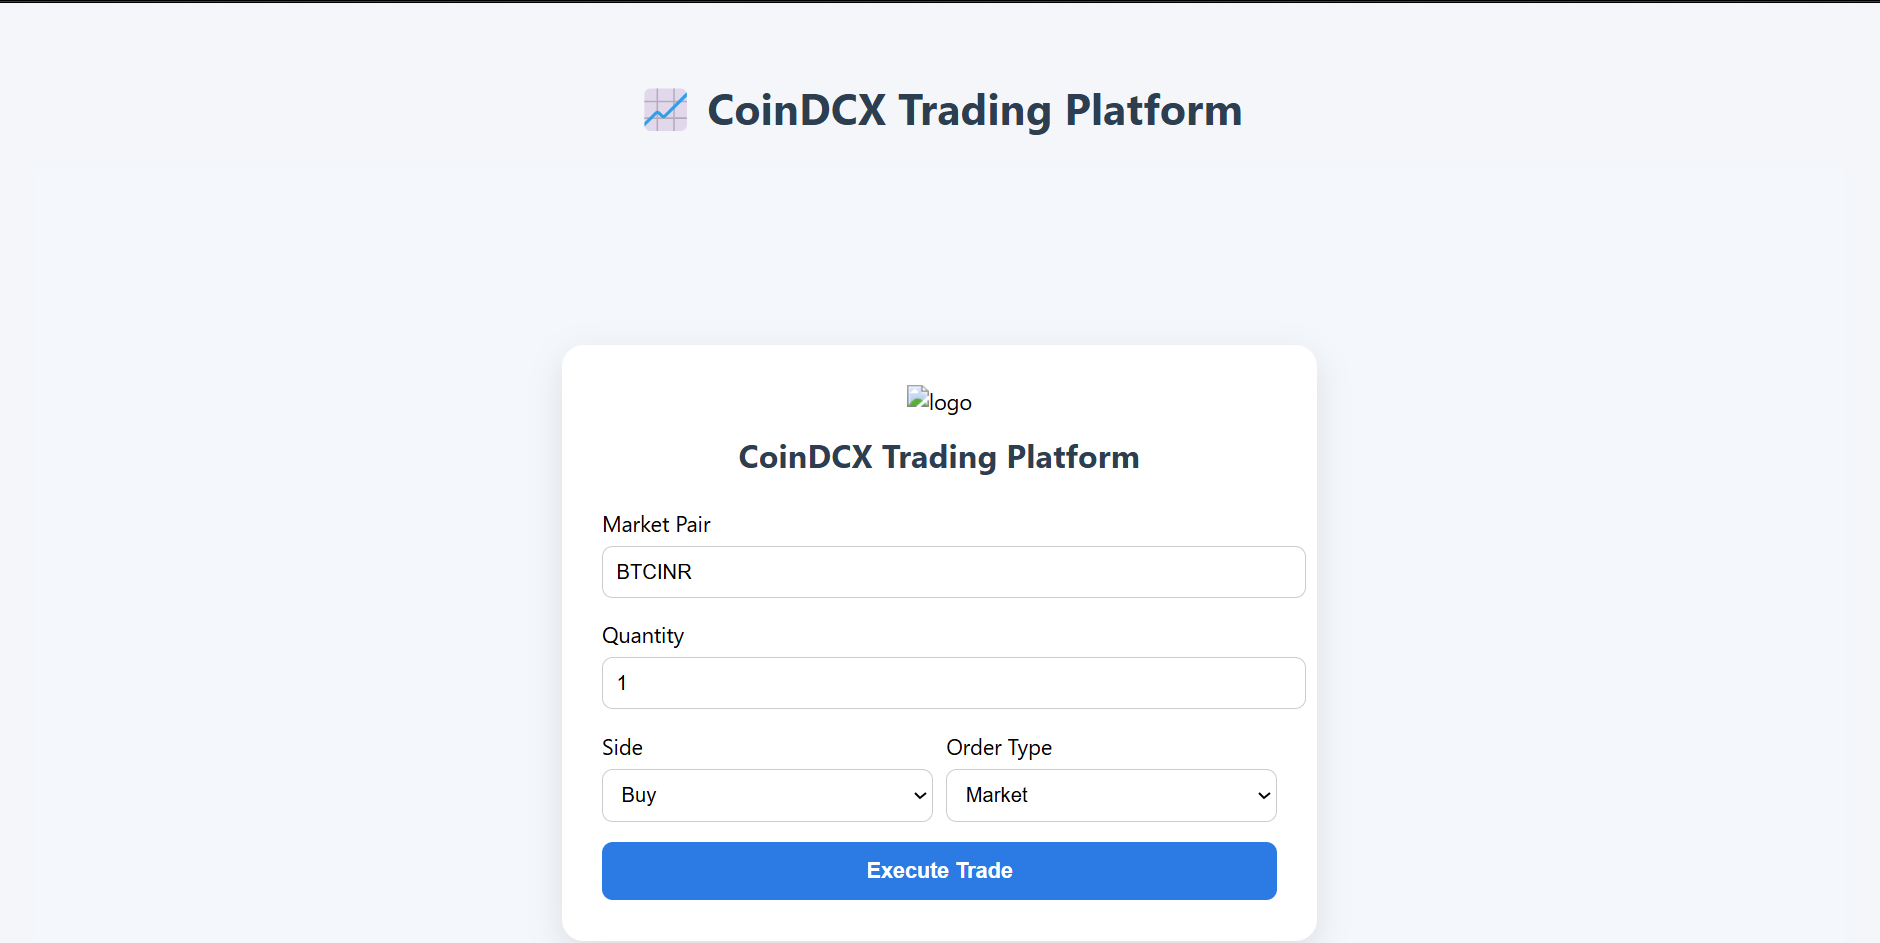 CoinDCX Trading Platform
logo
CoinDCX Trading Platform
Market Pair
BTCINR
Quantity
1
Side Order Type
Buy Market
Execute Trade